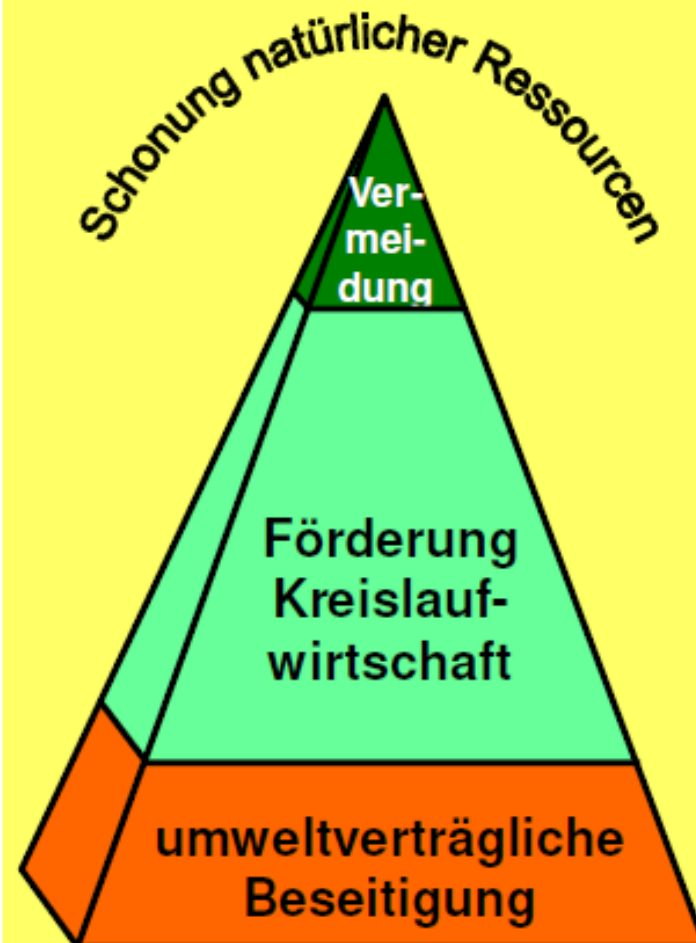 Schonung natürlicher Ressourcen
Ver-
mei-
dung
Förderung
Kreislauf-
wirtschaft
umweltverträgliche
Beseitigung